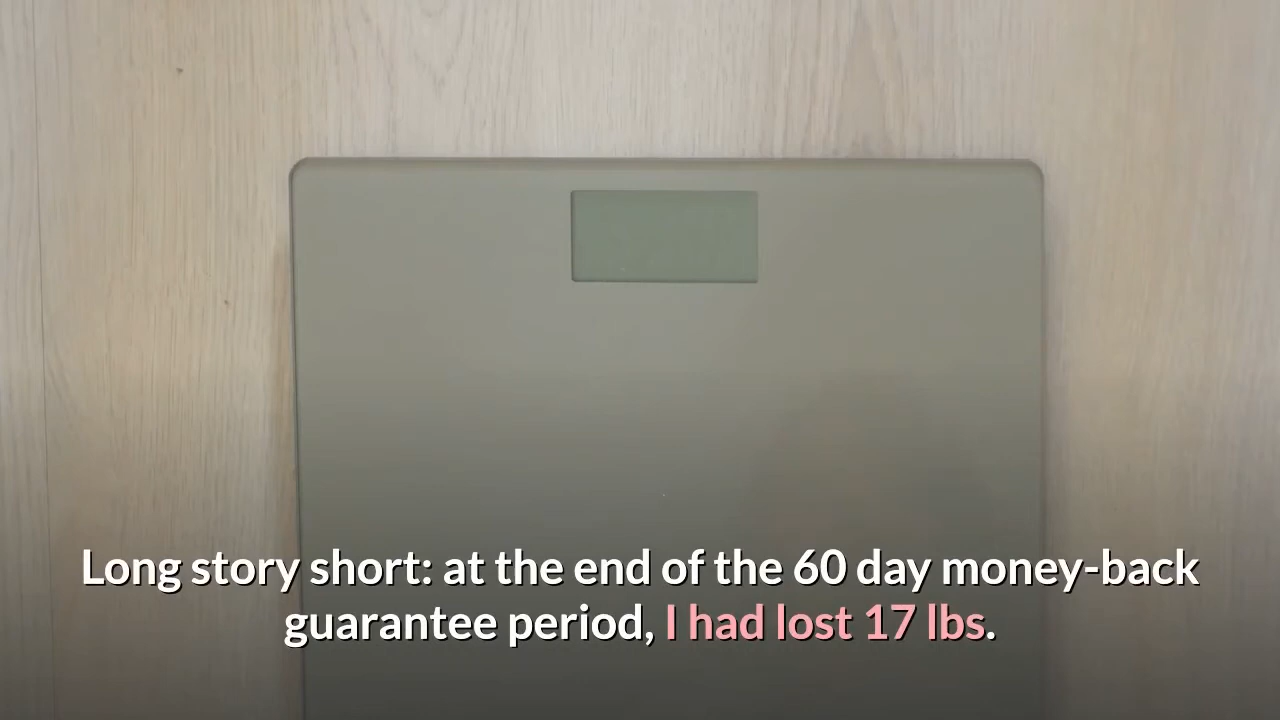 Long story short: at the end of the 60 day money-back
guarantee period, I had lost 17 lbs.